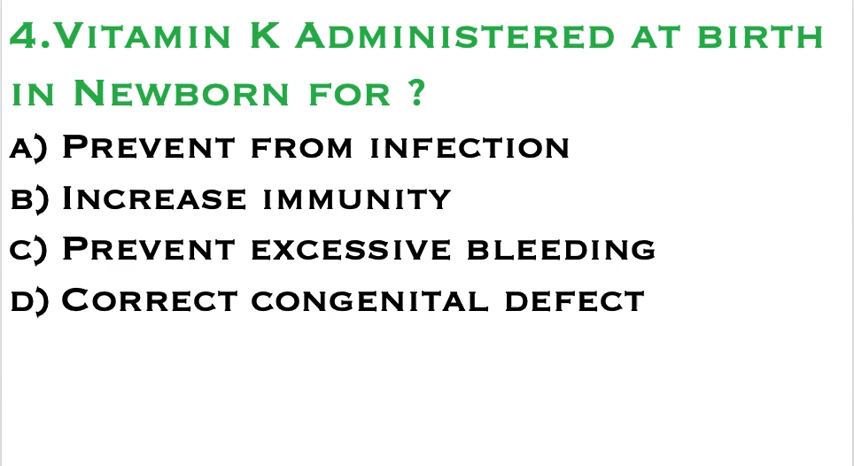 4.Vitamin K Administered at birth
in Newborn for ?
a) Prevent from infection
b) Increase immunity
c) Prevent excessive bleeding
d) Correct congenital defect